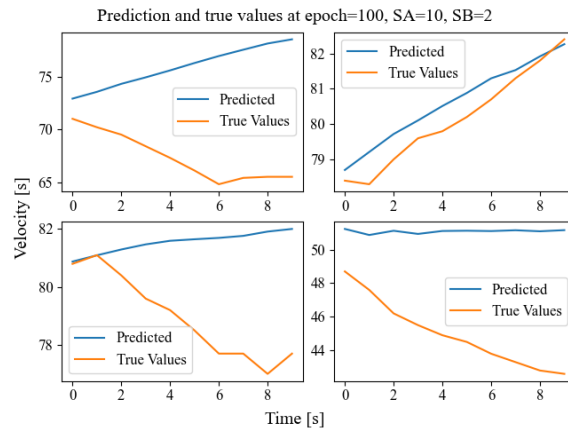 Prediction and true values at epoch=100, SA=10, SB=2
Velocity [s]
75
70
65
Predicted
True Values
0 2 4 6 8
82
81
80
79
Predicted
True Values
0 2 4 6 8
82
80
78
Predicted
True Values
0 2 4 6 8
50
48
46
44
Predicted
True Values
0 2 4 6 8
Time [s]